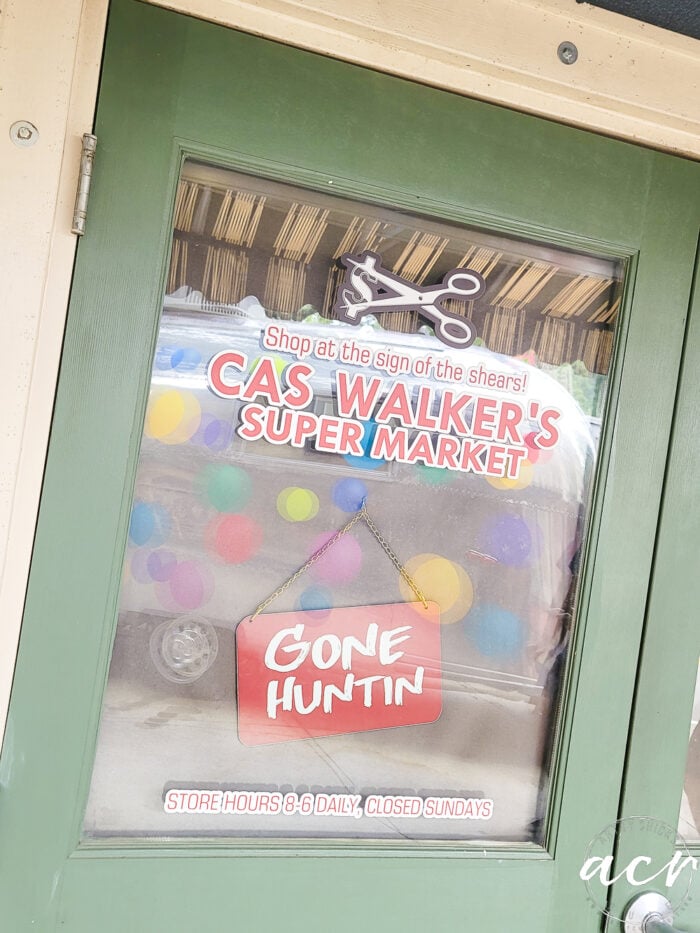 $
Shop at the sign of the shears!
CAS WALKER'S
SUPER MARKET
GONE
HUNTIN
STORE HOURS 8-6 DAILY, CLOSED SUNDAYS
acr